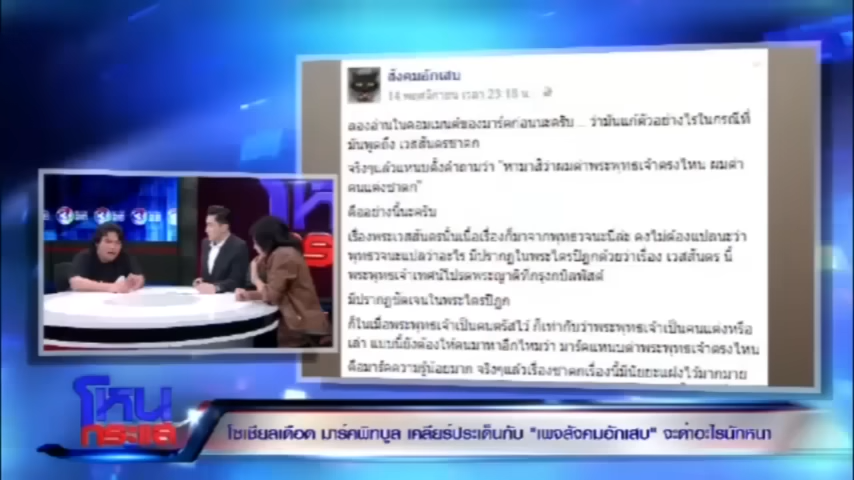 สังคมอักเสบ
14 พฤศจิกายน เวลา 23:18 น.
ลองอ่านในคอมเมนต์ของมาร์คก่อนนะครับ ... ว่ามันแก่ตัวอย่างไรในกรณีที่
มันพูดถึง เวสสันดรชาดก
จริงๆแล้วแทบบตั้งคำถามว่า "หามาสิว่าผมด่าพระพุทธเจ้าตรงไหน ผมด่า
คนแต่งชาดก"
คืออย่างนี้นะครับ
เรื่องพระเวสสันดรนั้นเนื้อเรื่องก็มาจากพุทธวจนะนี่ล่ะ คงไม่ต้องแปลนะว่า
พุทธวจนะแปลว่าอะไร มีปรากฏในพระไตรปิฎกด้วยว่าเรื่อง เวสสันดร นี้
พระพุทธเจ้าเทศน์โปรดพระญาติที่กรุงกบิลพัสดุ์
มีปรากฏชัดเจนในพระไตรปิฎก
ก็ในเมื่อพระพุทธเจ้าเป็นคนตรัสไว้ ก็เท่ากับว่าพระพุทธเจ้าเป็นคนแต่งหรือ
เล่า แบบนี้ยังต้องให้คนมาหาอีกไหมว่า มาร์คแทบบด่าพระพุทธเจ้าตรงไหน
คือมาร์คความรู้น้อยมาก จริงๆแล้วเรื่องชาดกเรื่องนี้มีนัยยะแฝงไว้มากมาย
โหนกระแส
โซเชียลเดือด มาร์คพิทบูล เคลียร์ประเด็นกับ "เพจสังคมอักเสบ" จะด่าอะไรนักหนา